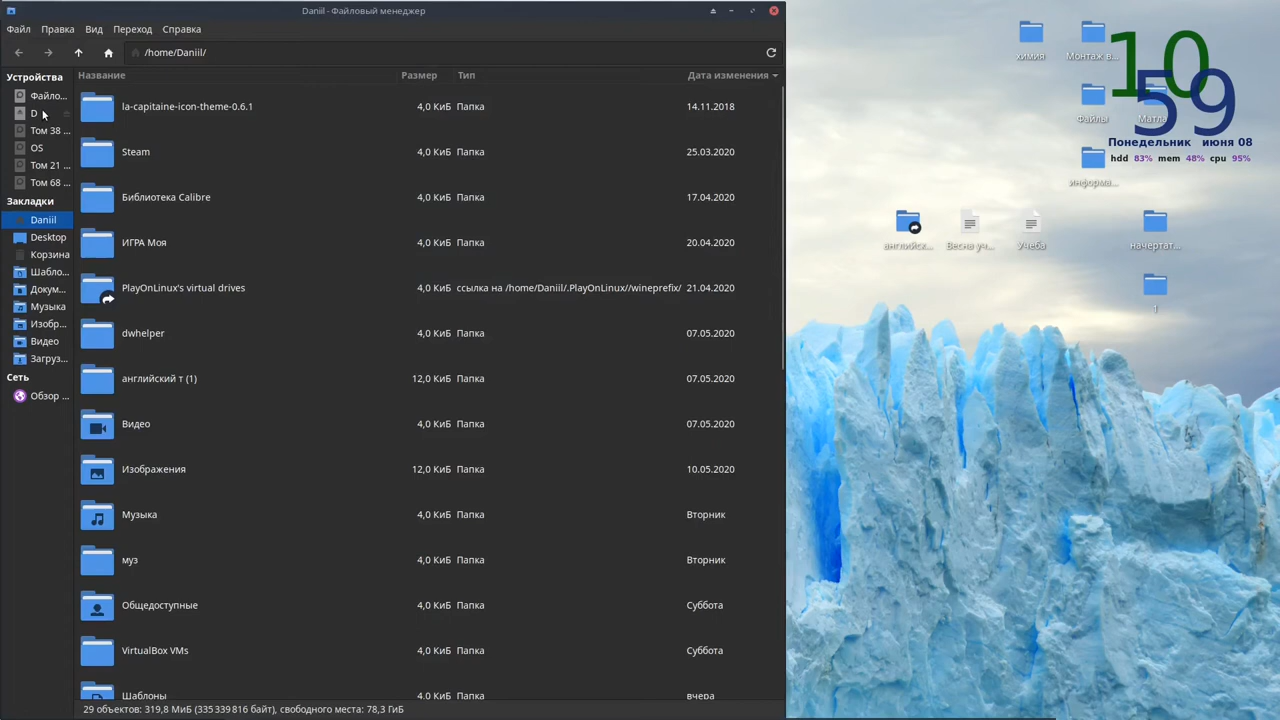 Daniil - Файловый менеджер
Файл Правка Вид Переход Справка
/home/Daniil/
Устройства
Файло...
D
Том 38 ...
OS
Том 21 ...
Том 68 ...
Закладки
Daniil
Desktop
Корзина
Шабло...
Докум...
Музыка
Изобр...
Видео
Загруз...
Сеть
Обзор ...
Название Размер Тип Дата изменения
la-capitaine-icon-theme-0.6.1 4,0 КиБ Папка 14.11.2018
Steam 4,0 КиБ Папка 25.03.2020
Библиотека Calibre 4,0 КиБ Папка 17.04.2020
ИГРА Моя 4,0 КиБ Папка 20.04.2020
PlayOnLinux's virtual drives 4,0 КиБ ссылка на /home/Daniil/.PlayOnLinux//wineprefix/ 21.04.2020
dwhelper 4,0 КиБ Папка 07.05.2020
английский т (1) 12,0 КиБ Папка 07.05.2020
Видео 4,0 КиБ Папка 07.05.2020
Изображения 12,0 КиБ Папка 10.05.2020
Музыка 4,0 КиБ Папка Вторник
муз 4,0 КиБ Папка Вторник
Общедоступные 4,0 КиБ Папка Суббота
VirtualBox VMs 4,0 КиБ Папка Суббота
Шаблоны 4,0 КиБ Папка вчера
29 объектов: 319,8 МиБ (335 339 816 байт), свободного места: 78,3 ГиБ
химия Монтаж в...
10
59
Файлы Матла
Понедельник июня 08
hdd 83% mem 48% cpu 95%
информа...
английс... Весна уч... Учеба начертат...
1